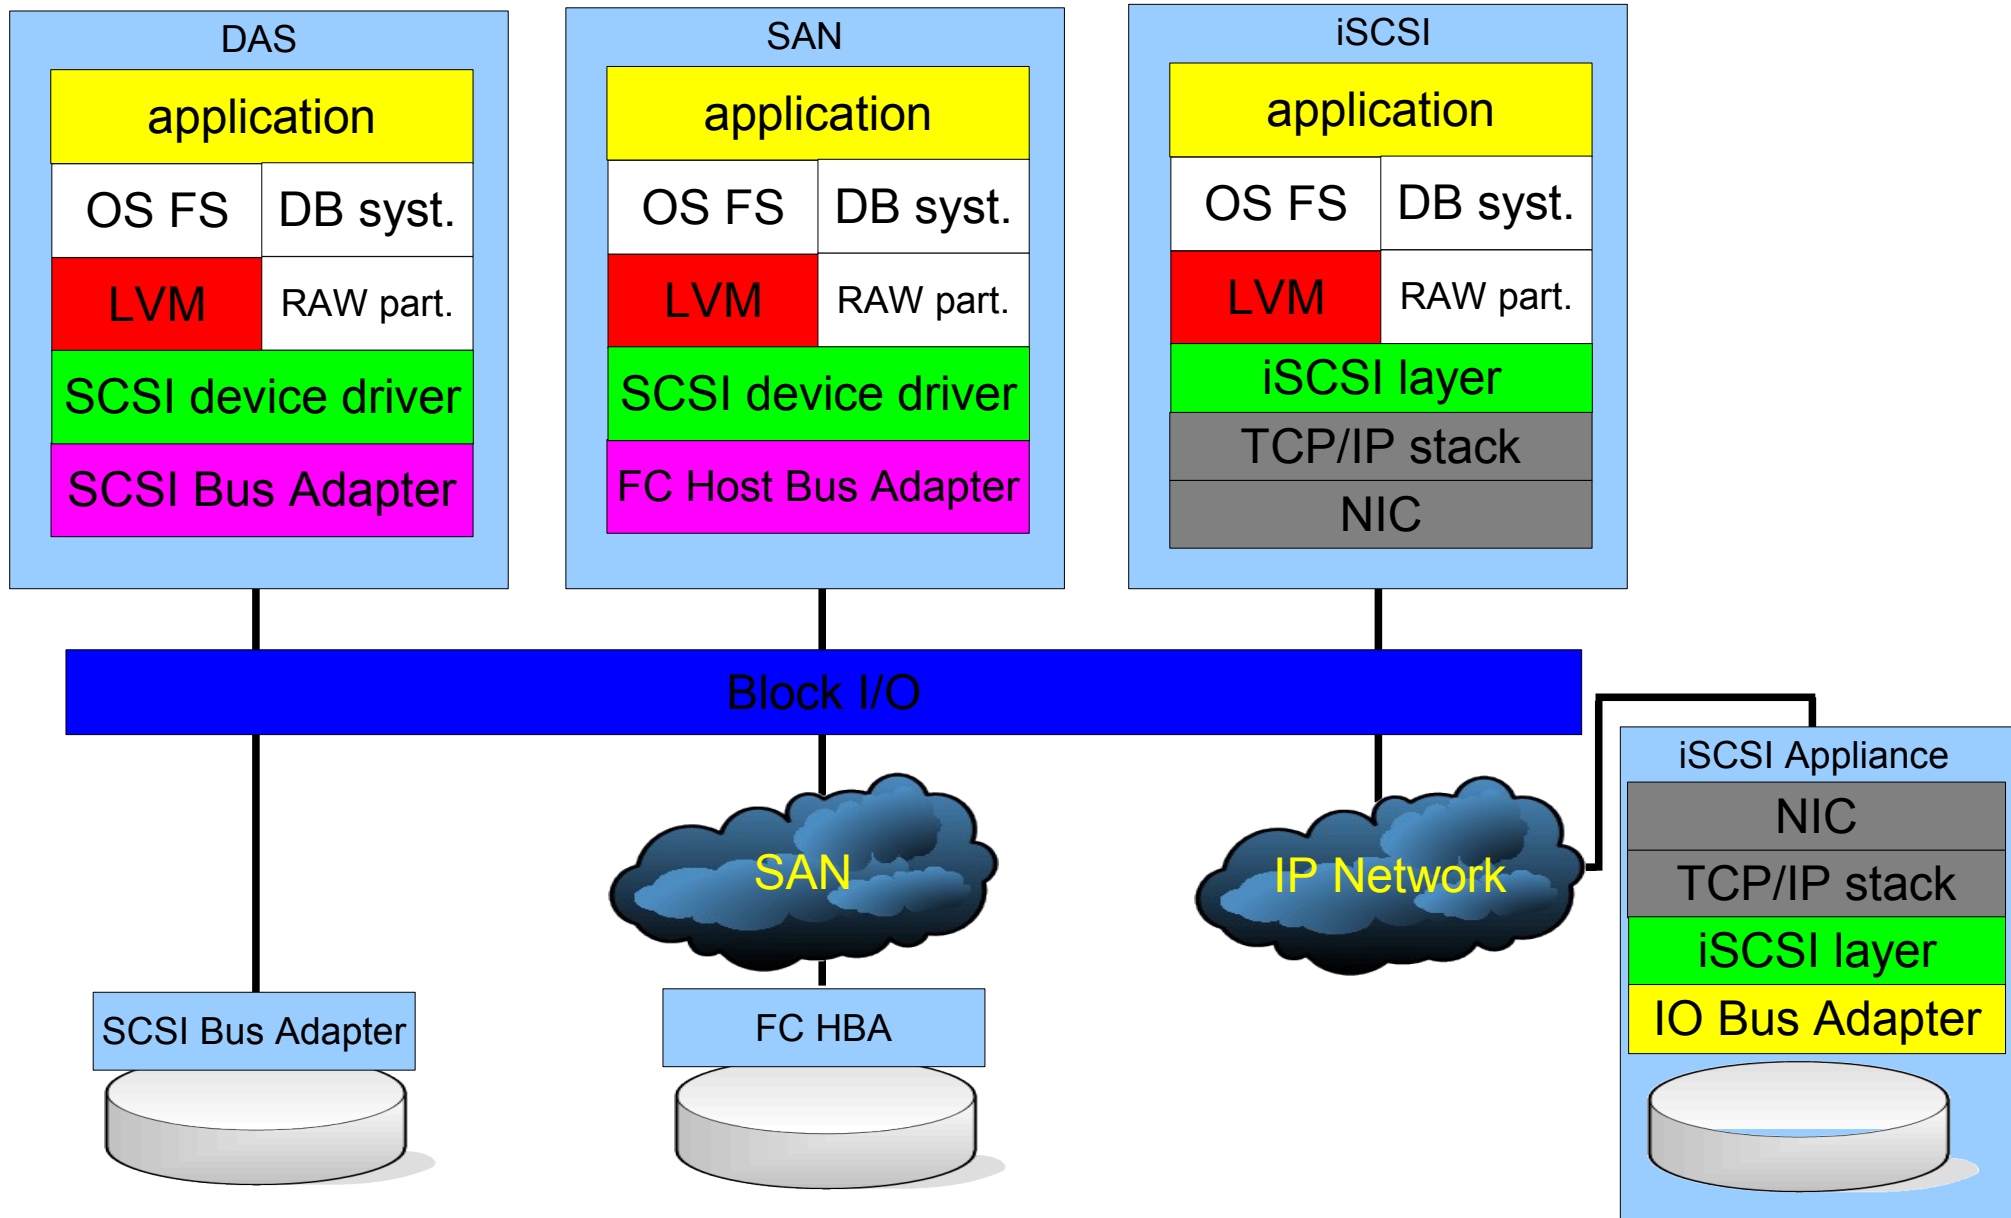 DAS
application
OS FS
DB syst.
LVM
RAW part.
SCSI device driver
SCSI Bus Adapter
SAN
application
OS FS
DB syst.
LVM
RAW part.
SCSI device driver
FC Host Bus Adapter
iSCSI
application
OS FS
DB syst.
LVM
RAW part.
iSCSI layer
TCP/IP stack
NIC
Block I/O
SAN
IP Network
SCSI Bus Adapter
FC HBA
iSCSI Appliance
NIC
TCP/IP stack
iSCSI layer
IO Bus Adapter